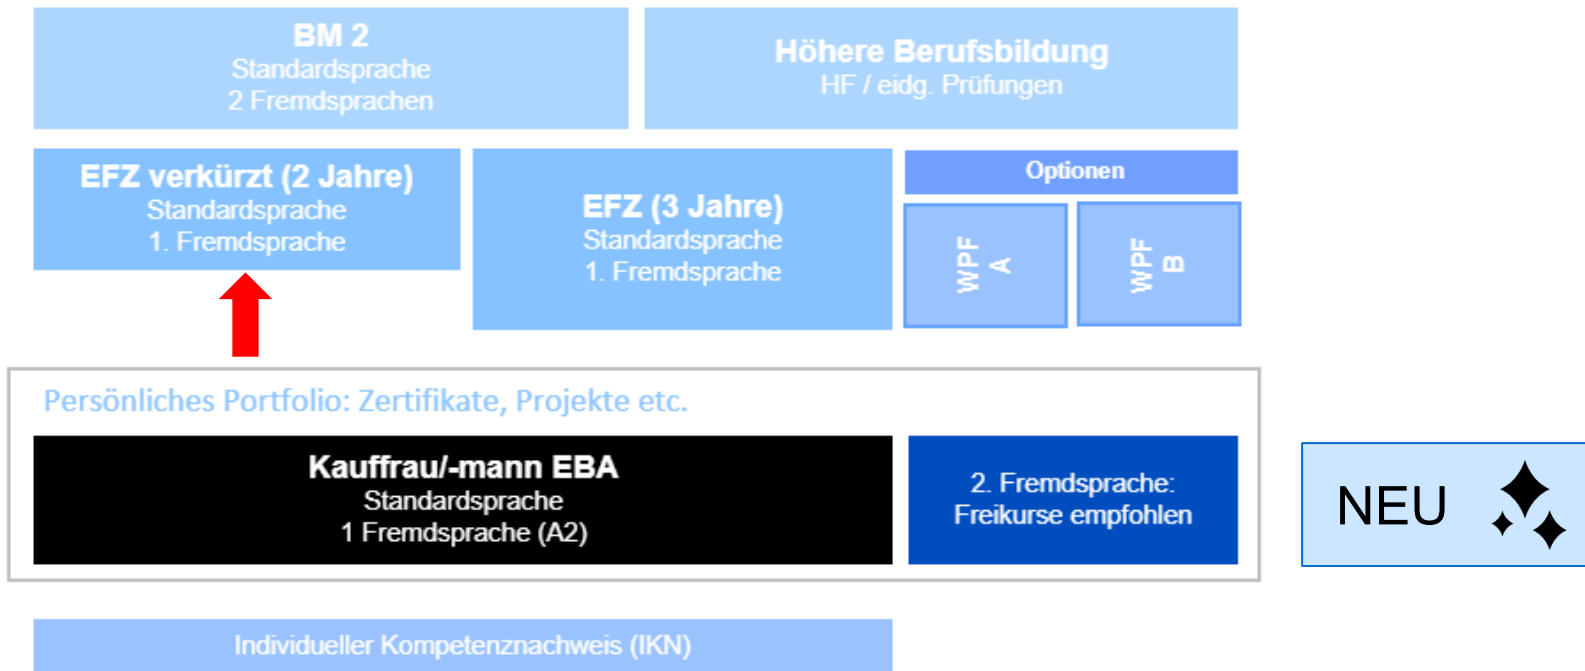 BM 2
Standardsprache
2 Fremdsprachen
Höhere Berufsbildung
HF / eidg. Prüfungen
EFZ verkürzt (2 Jahre)
Standardsprache
1. Fremdsprache
EFZ (3 Jahre)
Standardsprache
1. Fremdsprache
Optionen
WPF
A
WPF
B
Persönliches Portfolio: Zertifikate, Projekte etc.
Kauffrau/-mann EBA
Standardsprache
1 Fremdsprache (A2)
2. Fremdsprache:
Freikurse empfohlen
NEU
Individueller Kompetenznachweis (IKN)